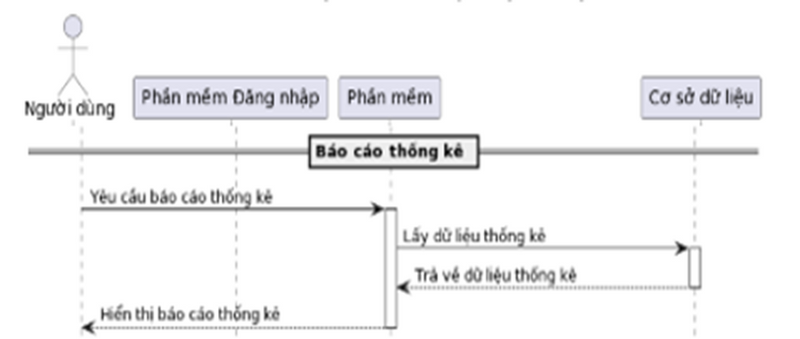 Người dùng
Phần mềm Đăng nhập
Phần mềm
Cơ sở dữ liệu
Báo cáo thống kê
Yêu cầu báo cáo thống kê
Lấy dữ liệu thống kê
Trả về dữ liệu thống kê
Hiển thị báo cáo thống kê